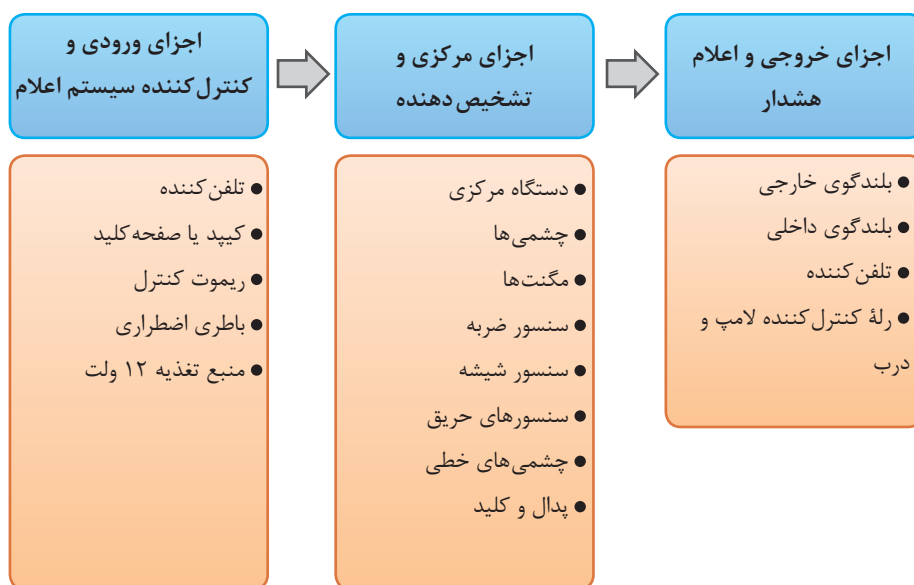 اجزای ورودی و
کنترل‌کننده سیستم اعلام
تلفن‌کننده
کیپد یا صفحه‌کلید
ریموت کنترل
باطری اضطراری
منبع تغذیه ۱۲ ولت
اجزای مرکزی و
تشخیص‌دهنده
دستگاه مرکزی
چشمی‌ها
مگنت‌ها
سنسور ضربه
سنسور شیشه
سنسورهای حریق
چشمی‌های خطی
پدال و کلید
اجزای خروجی و اعلام
هشدار
بلندگوی خارجی
بلندگوی داخلی
تلفن‌کننده
رلۀ کنترل‌کننده لامپ و
درب